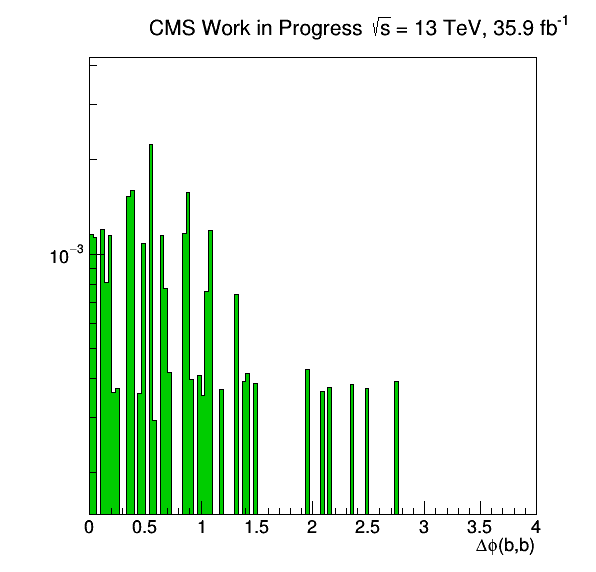 CMS Work in Progress √s = 13 TeV, 35.9 fb⁻¹
10⁻³
0 0.5 1 1.5 2 2.5 3 3.5 4
Δϕ(b,b)